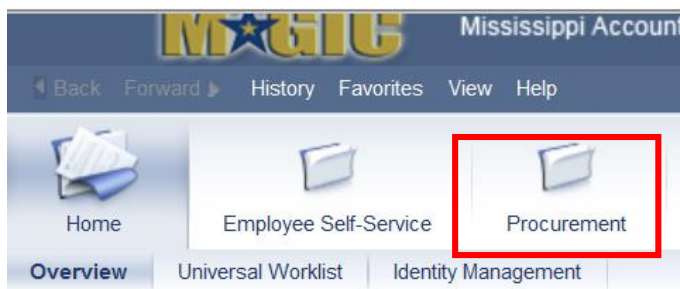 MAGIC Mississippi Account
Back Forward History Favorites View Help
Home Employee Self-Service Procurement
Overview Universal Worklist Identity Management